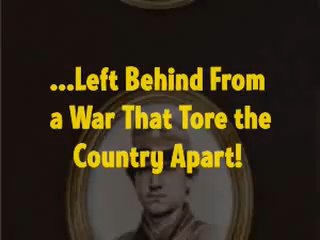 ...Left Behind From
a War That Tore the
Country Apart!